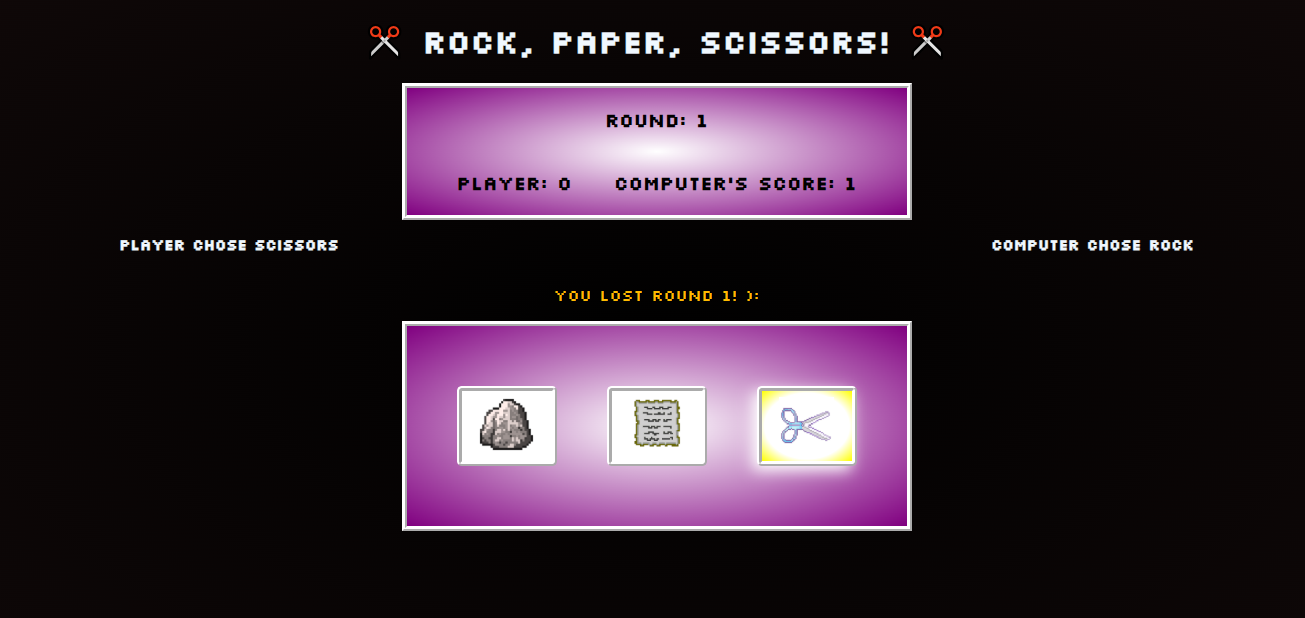 ROCK, PAPER, SCISSORS!
ROUND: 1
PLAYER: 0 COMPUTER'S SCORE: 1
PLAYER CHOSE SCISSORS
COMPUTER CHOSE ROCK
YOU LOST ROUND 1! ):